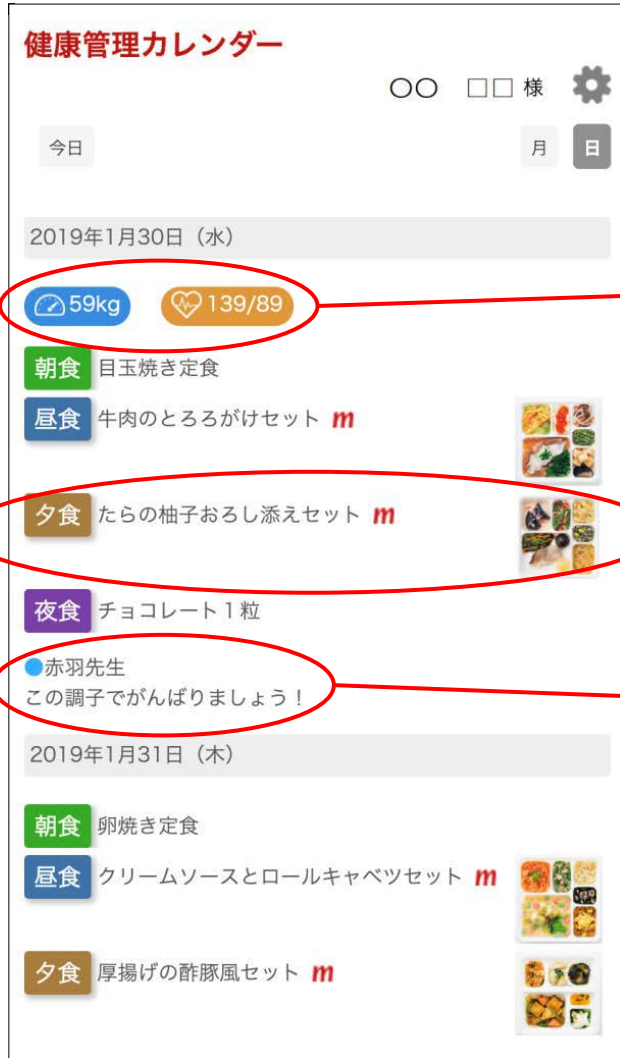 健康管理カレンダー
〇〇 □□ 様
今日 月 日
2019年1月30日（水）
59kg 139/89
朝食 目玉焼き定食
昼食 牛肉のとろろがけセット m
夕食 たらの柚子おろし添えセット m
夜食 チョコレート１粒
●赤羽先生
この調子でがんばりましょう！
2019年1月31日（木）
朝食 卵焼き定食
昼食 クリームソースとロールキャベツセット m
夕食 厚揚げの酢豚風セット m